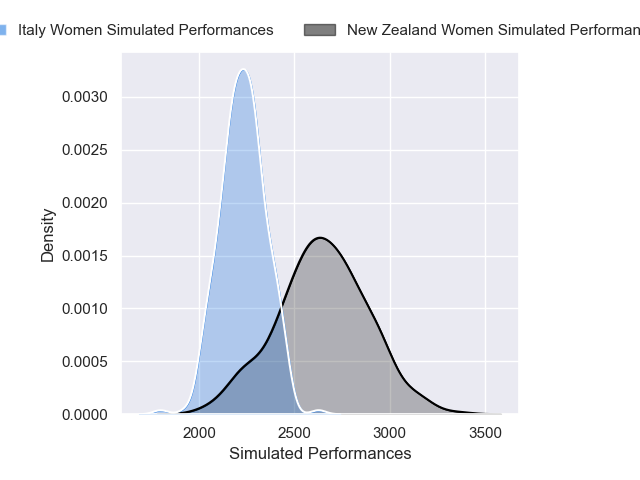 Italy Women Simulated Performances
New Zealand Women Simulated Performan
0.0030
0.0025
0.0020
0.0015
0.0010
0.0005
0.0000
Density
2000 2500 3000 3500
Simulated Performances